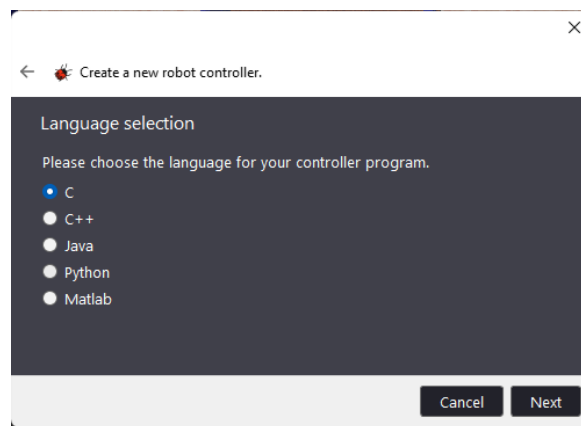 Create a new robot controller.
Language selection
Please choose the language for your controller program.
C
C++
Java
Python
Matlab
Cancel Next